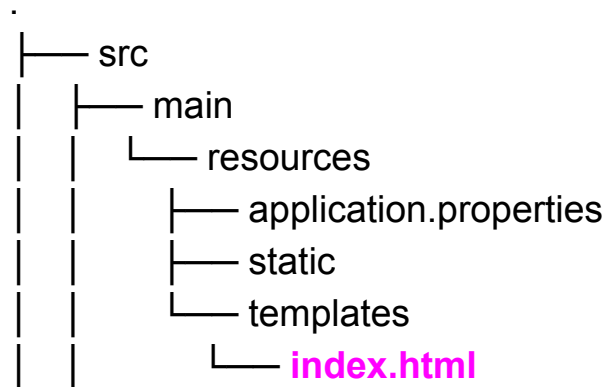 .
├── src
│ ├── main
│ │ └── resources
│ │ ├── application.properties
│ │ ├── static
│ │ └── templates
│ │ └── index.html